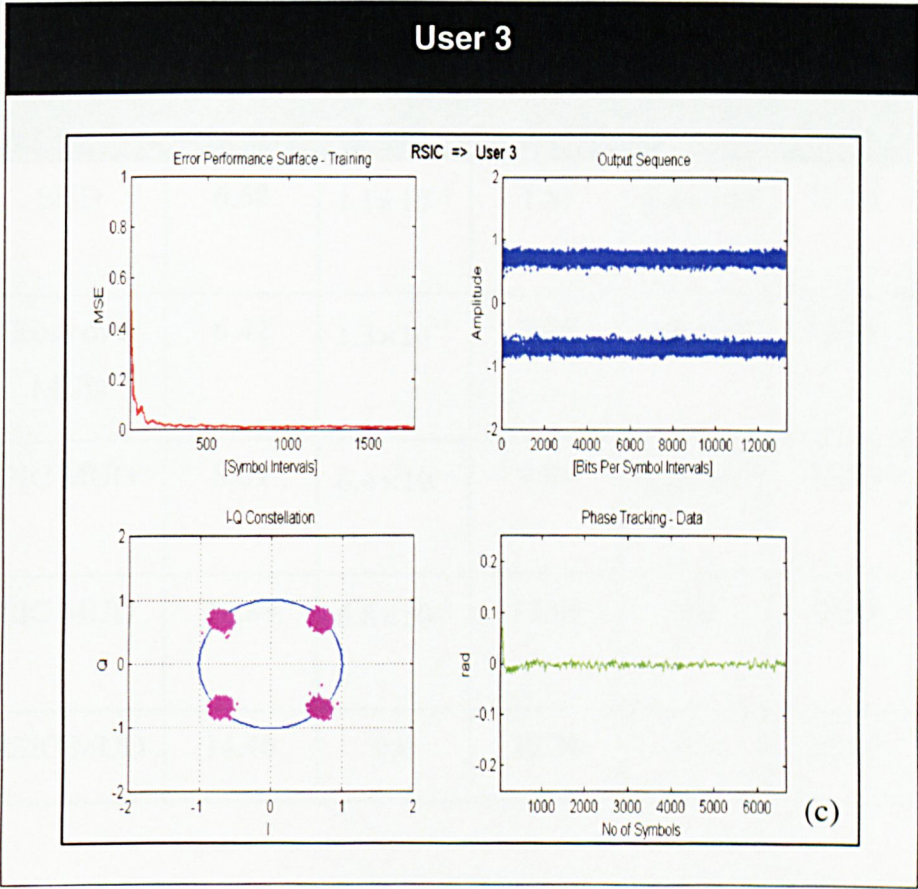 User 3
RSIC => User 3
Error Performance Surface - Training
1
0.8
0.6
0.4
0.2
0
MSE
500 1000 1500
[Symbol Intervals]
Output Sequence
2
1
0
-1
-2
Amplitude
0 2000 4000 6000 8000 10000 12000
[Bits Per Symbol Intervals]
I-Q Constellation
2
1
0
-1
-2
Q
-2 -1 0 1 2
I
Phase Tracking - Data
0.2
0.1
0
-0.1
-0.2
rad
1000 2000 3000 4000 5000 6000
No of Symbols
(c)